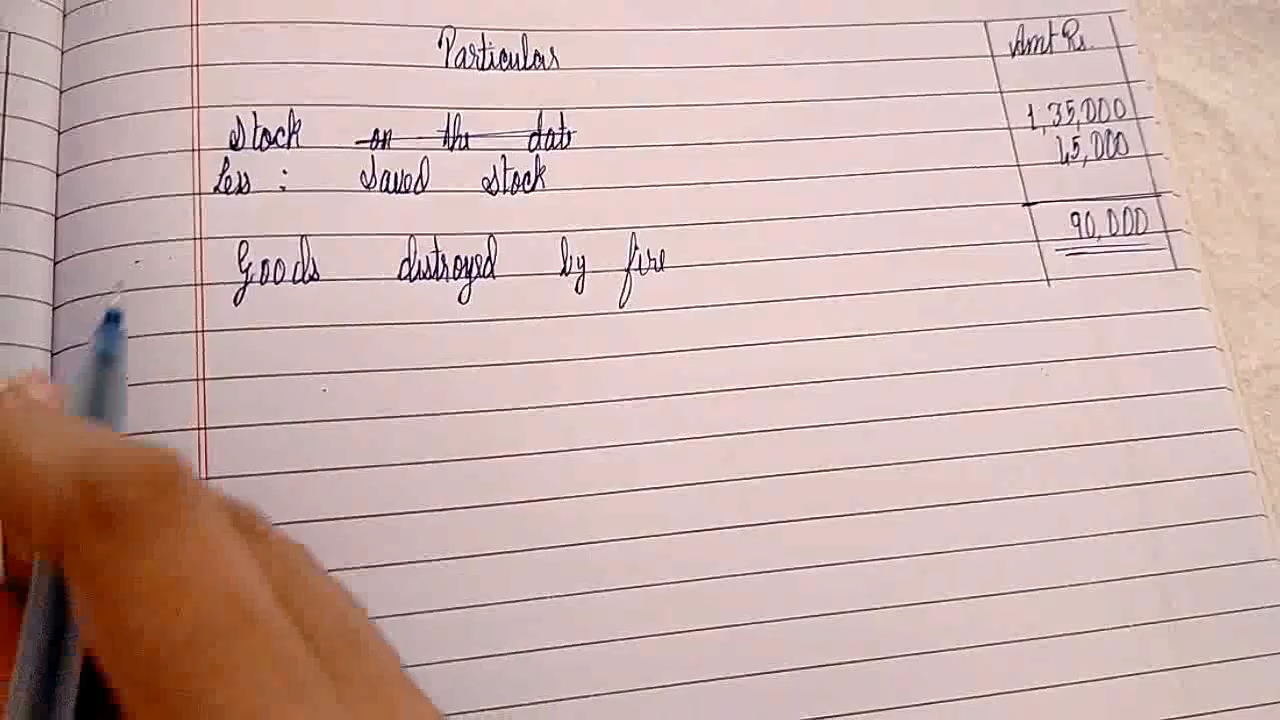 Particulars Amt Rs.
Stock on the date 1,35,000
Less : Saved Stock 45,000
Goods distroyed by fire 90,000